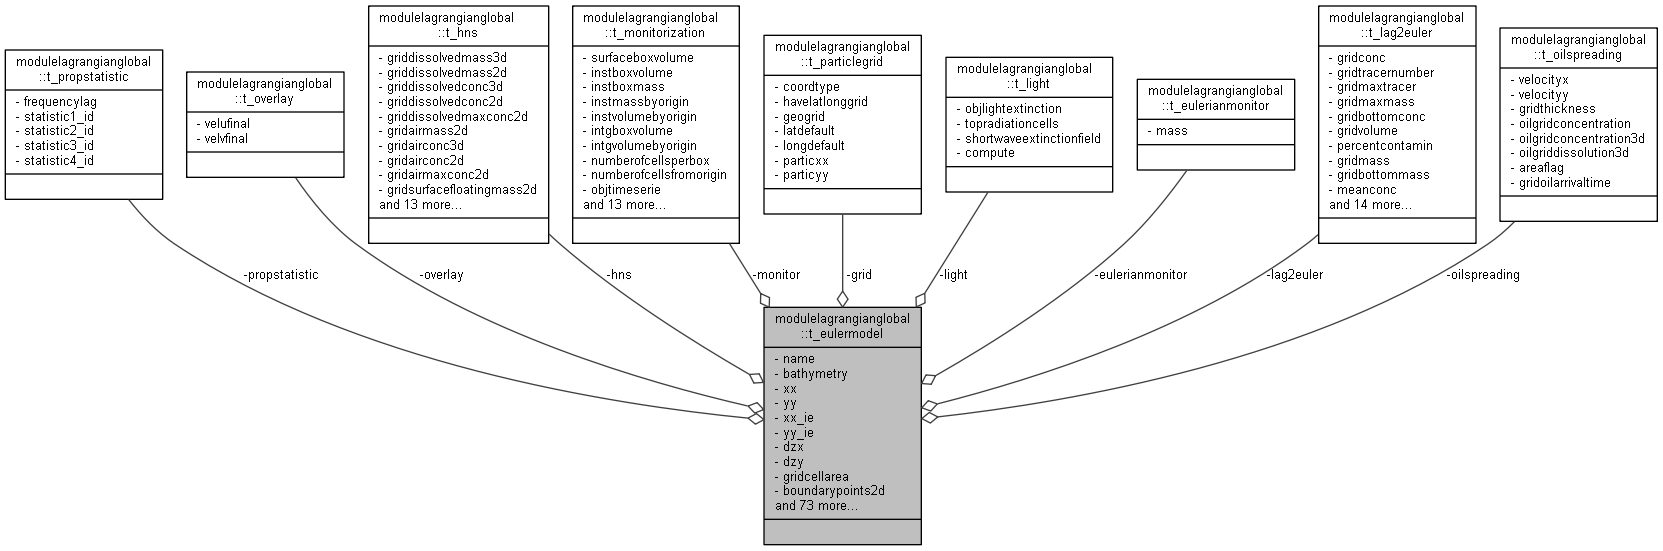 modulelagrangianglobal
::t_propstatistic
- frequencylag
- statistic1_id
- statistic2_id
- statistic3_id
- statistic4_id
modulelagrangianglobal
::t_overlay
- velufinal
- velvfinal
modulelagrangianglobal
::t_hns
- griddissolvedmass3d
- griddissolvedmass2d
- griddissolvedconc3d
- griddissolvedconc2d
- griddissolvedmaxconc2d
- gridairmass2d
- gridairconc3d
- gridairconc2d
- gridairmaxconc2d
- gridsurfacefloatingmass2d
and 13 more...
modulelagrangianglobal
::t_monitorization
- surfaceboxvolume
- instboxvolume
- instboxmass
- instmassbyorigin
- instvolumebyorigin
- intgboxvolume
- intgvolumebyorigin
- numberofcellsperbox
- numberofcellsfromorigin
- objtimeserie
and 13 more...
modulelagrangianglobal
::t_particlegrid
- coordtype
- havelatlonggrid
- geogrid
- latdefault
- longdefault
- particxx
- particyy
modulelagrangianglobal
::t_light
- objlightextinction
- topradiationcells
- shortwaveextinctionfield
- compute
modulelagrangianglobal
::t_eulerianmonitor
- mass
modulelagrangianglobal
::t_lag2euler
- gridconc
- gridtracernumber
- gridmaxtracer
- gridmaxmass
- gridbottomconc
- gridvolume
- percentcontamin
- gridmass
- gridbottommass
- meanconc
and 14 more...
modulelagrangianglobal
::t_oilspreading
- velocityx
- velocityy
- gridthickness
- oilgridconcentration
- oilgridconcentration3d
- oilgriddissolution3d
- areaflag
- gridoilarrivaltime
-propstatistic
-overlay
-hns
-monitor
-grid
-light
-eulerianmonitor
-lag2euler
-oilspreading
modulelagrangianglobal
::t_eulermodel
- name
- bathymetry
- xx
- yy
- xx_ie
- yy_ie
- dzx
- dzy
- gridcellarea
- boundarypoints2d
and 73 more...